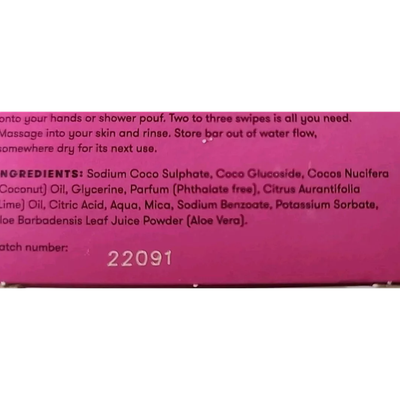 onto your hands or shower pouf. Two to three swipes is all you need.
Massage into your skin and rinse. Store bar out of water flow,
somewhere dry for its next use.
INGREDIENTS: Sodium Coco Sulphate, Coco Glucoside, Cocos Nucifera
(Coconut) Oil, Glycerine, Parfum (Phthalate free), Citrus Aurantifolia
(Lime) Oil, Citric Acid, Aqua, Mica, Sodium Benzoate, Potassium Sorbate,
Aloe Barbadensis Leaf Juice Powder (Aloe Vera).
Batch number:
22091